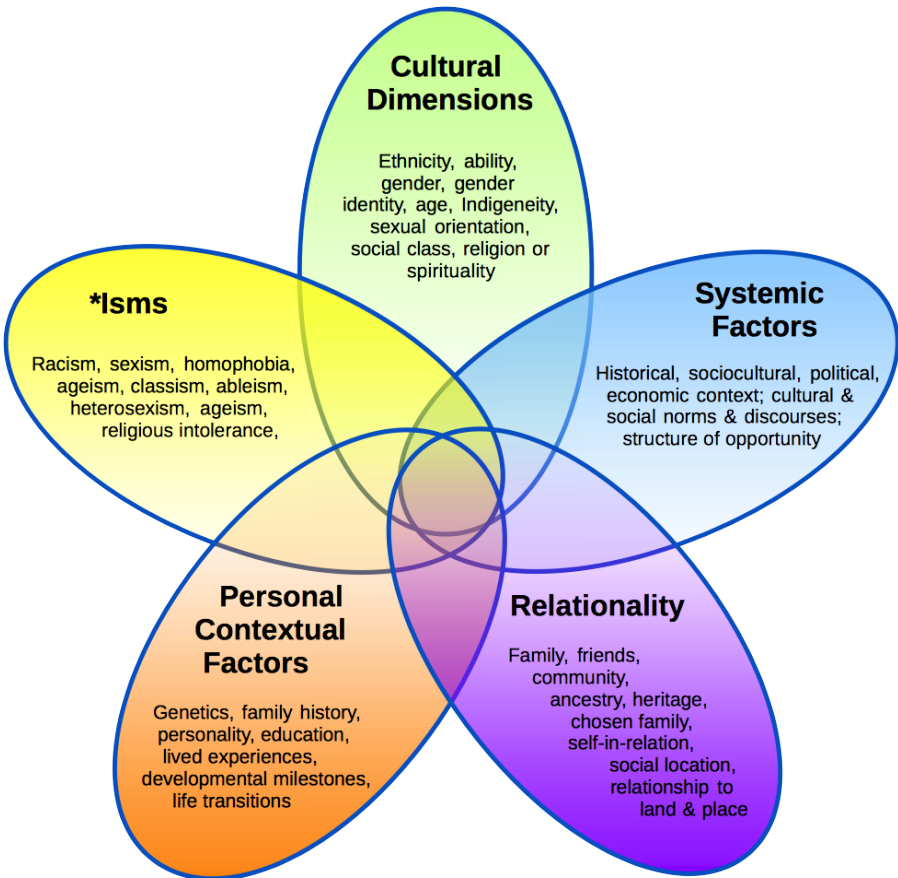 Cultural
Dimensions
Ethnicity, ability,
gender, gender
identity, age, Indigeneity,
sexual orientation,
social class, religion or
spirituality
*Isms
Racism, sexism, homophobia,
ageism, classism, ableism,
heterosexism, ageism,
religious intolerance,
Systemic
Factors
Historical, sociocultural, political,
economic context; cultural &
social norms & discourses;
structure of opportunity
Personal
Contextual
Factors
Genetics, family history,
personality, education,
lived experiences,
developmental milestones,
life transitions
Relationality
Family, friends,
community,
ancestry, heritage,
chosen family,
self-in-relation,
social location,
relationship to
land & place